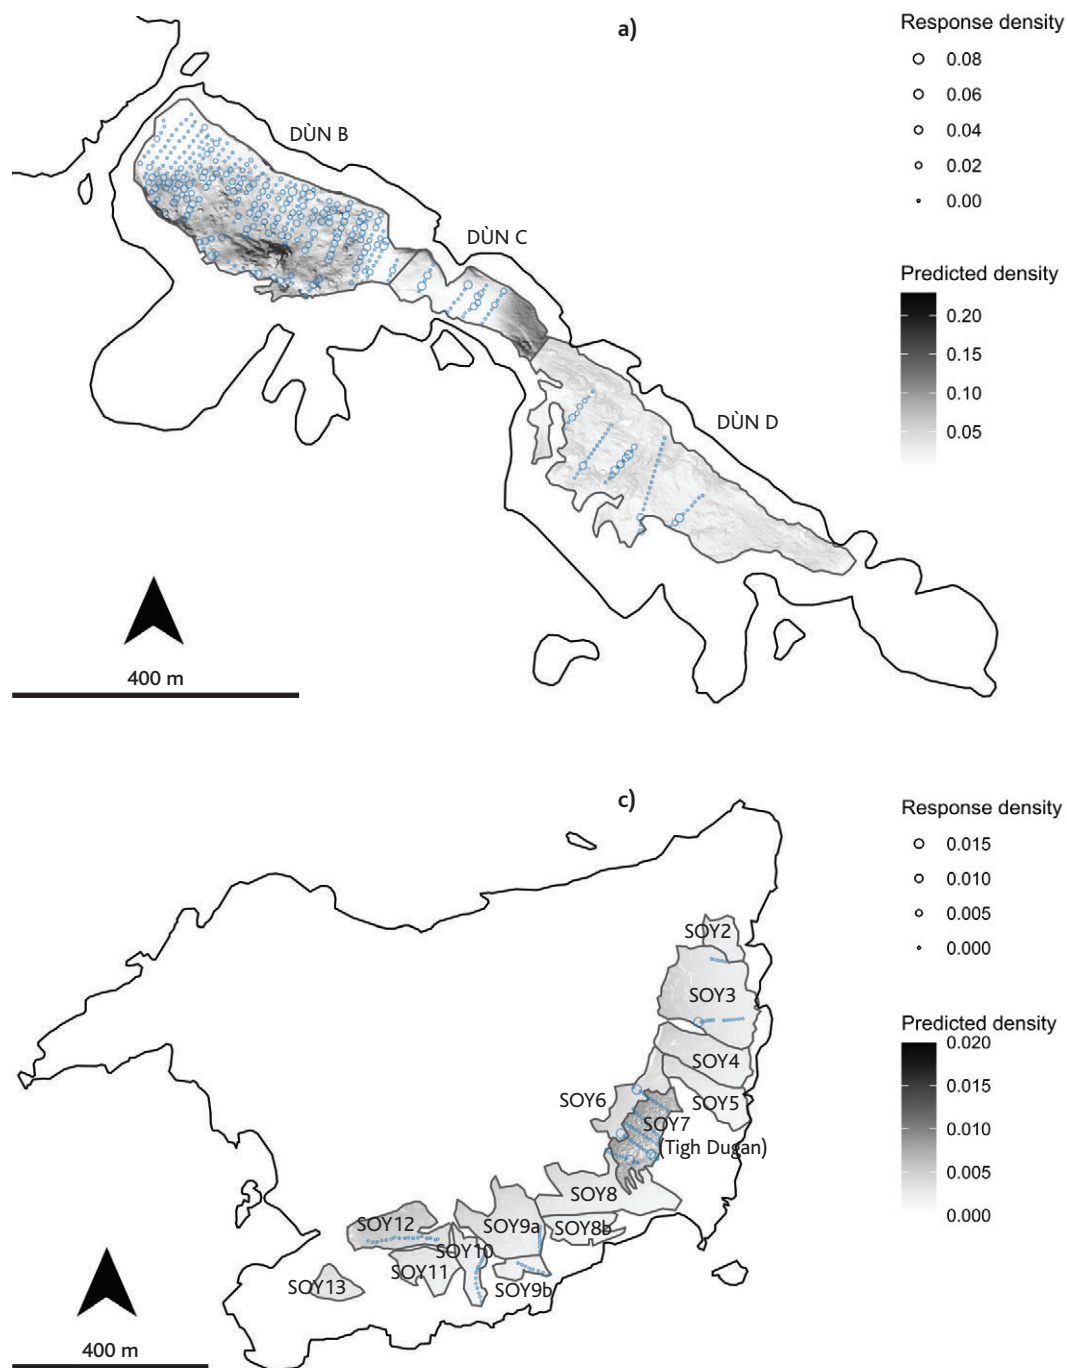 a)
Response density
0.08
0.06
0.04
0.02
0.00
Predicted density
0.20
0.15
0.10
0.05
DÙN B
DÙN C
DÙN D
400 m
c)
Response density
0.015
0.010
0.005
0.000
Predicted density
0.020
0.015
0.010
0.005
0.000
SOY2
SOY3
SOY4
SOY5
SOY6
SOY7
(Tigh Dugan)
SOY8
SOY8b
SOY9a
SOY9b
SOY10
SOY11
SOY12
SOY13
400 m